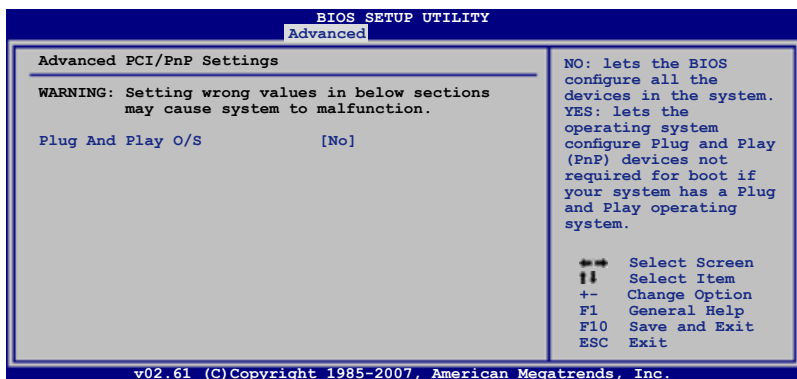 BIOS SETUP UTILITY
Advanced
Advanced PCI/PnP Settings
WARNING: Setting wrong values in below sections
may cause system to malfunction.
Plug And Play O/S [No]
NO: lets the BIOS
configure all the
devices in the system.
YES: lets the
operating system
configure Plug and Play
(PnP) devices not
required for boot if
your system has a Plug
and Play operating
system.
←→ Select Screen
↑↓ Select Item
+- Change Option
F1 General Help
F10 Save and Exit
ESC Exit
v02.61 (C)Copyright 1985-2007, American Megatrends, Inc.